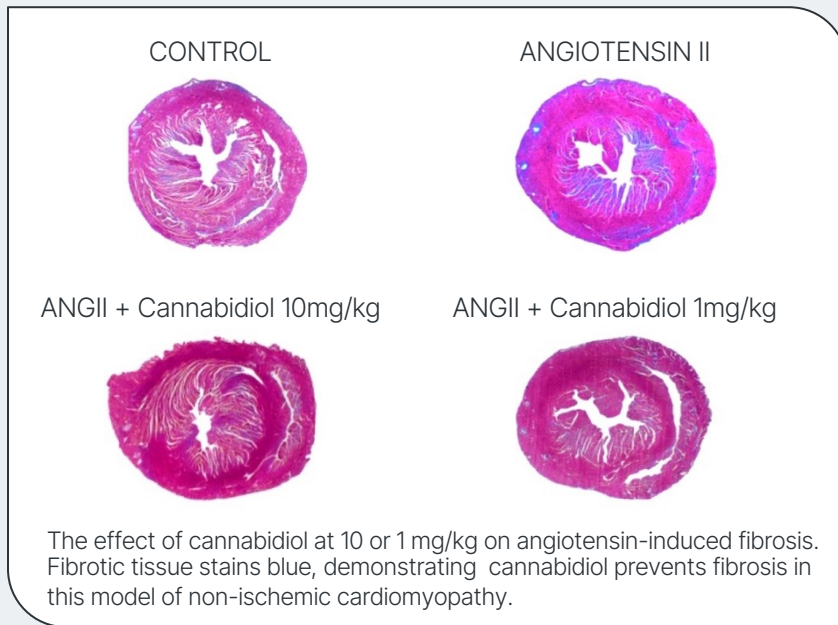 CONTROL
ANGIOTENSIN II
ANGII + Cannabidiol 10mg/kg
ANGII + Cannabidiol 1mg/kg
The effect of cannabidiol at 10 or 1 mg/kg on angiotensin-induced fibrosis.
Fibrotic tissue stains blue, demonstrating cannabidiol prevents fibrosis in
this model of non-ischemic cardiomyopathy.